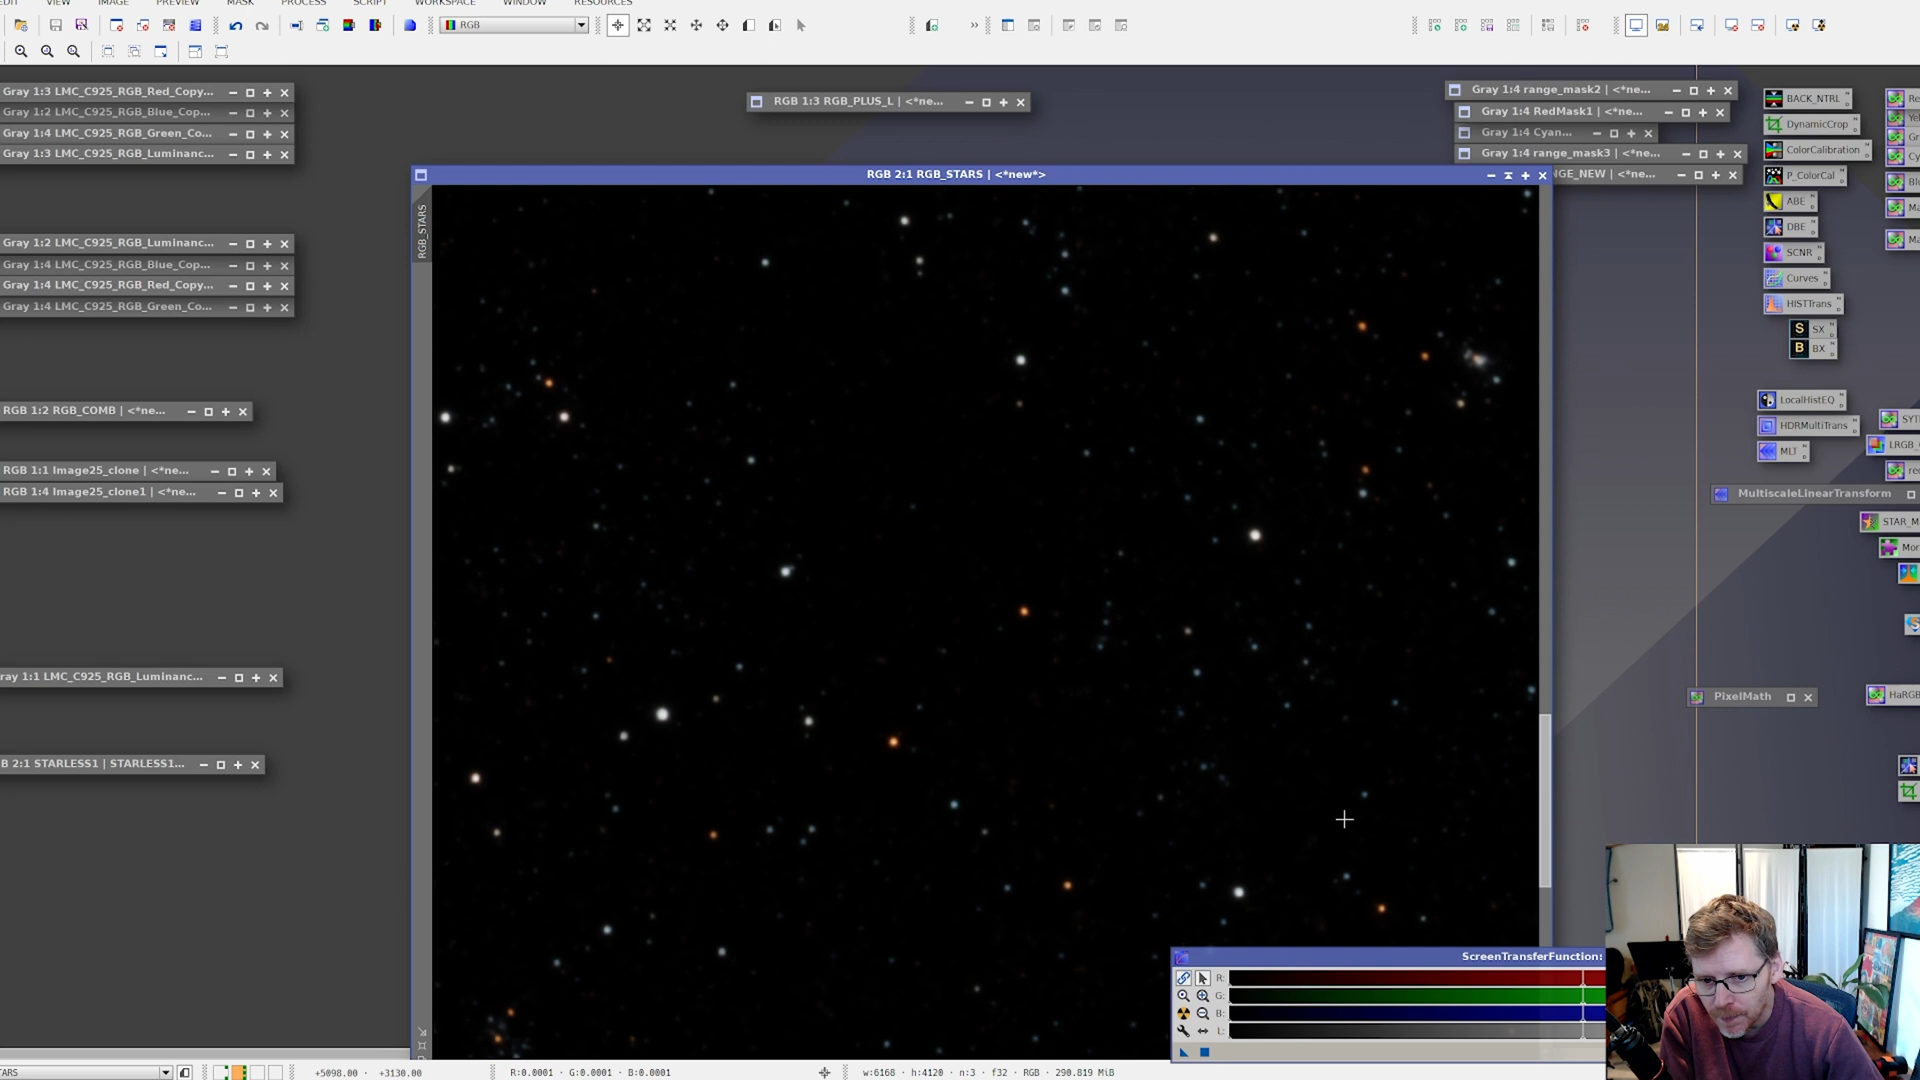 VIEW IMAGE PREVIEW MASK PROCESS SCRIPT WORKSPACE WINDOW RESOURCES
RGB
Gray 1:3 LMC_C925_RGB_Red_Copy...
Gray 1:2 LMC_C925_RGB_Blue_Cop...
Gray 1:4 LMC_C925_RGB_Green_Co...
Gray 1:3 LMC_C925_RGB_Luminanc...
RGB 1:3 RGB_PLUS_L | <*ne...
Gray 1:4 range_mask2 | <*ne...
Gray 1:4 RedMask1 | <*ne...
Gray 1:4 Cyan...
Gray 1:4 range_mask3 | <*ne...
NGE_NEW | <*ne...
RGB 2:1 RGB_STARS | <*new*>
RGB_STARS
Gray 1:2 LMC_C925_RGB_Luminanc...
Gray 1:4 LMC_C925_RGB_Blue_Cop...
Gray 1:4 LMC_C925_RGB_Red_Copy...
Gray 1:4 LMC_C925_RGB_Green_Co...
RGB 1:2 RGB_COMB | <*ne...
RGB 1:1 Image25_clone | <*ne...
RGB 1:4 Image25_clone1 | <*ne...
ray 1:1 LMC_C925_RGB_Luminanc...
B 2:1 STARLESS1 | STARLESS1...
BACK_NTRL
DynamicCrop
ColorCalibration
P_ColorCal
ABE
DBE
SCNR
Curves
HISTTrans
S SX
B BX
LocalHistEQ
HDRMultiTrans
MLT
LRGB_
MultiscaleLinearTransform
STAR_M
Mor
PixelMath
HaRGB
ScreenTransferFunction:
R:
G:
B:
L:
TARS
+5098.00 · +3130.00
R:0.0001 · G:0.0001 · B:0.0001
w:6168 · h:4120 · n:3 · f32 · RGB · 290.819 MiB